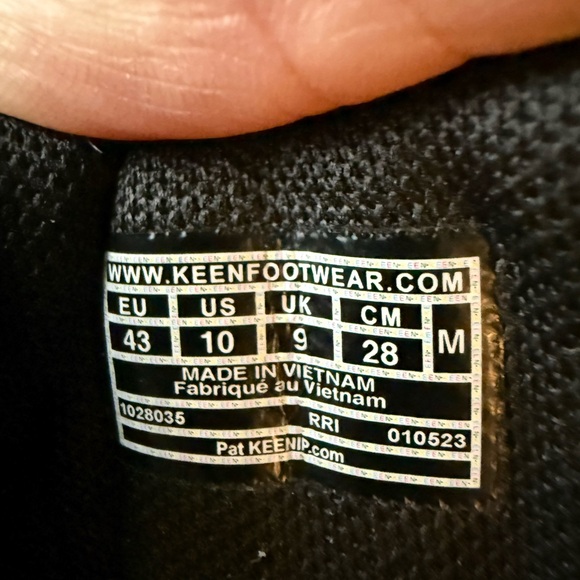 WWW.KEENFOOTWEAR.COM
EU US UK CM M
43 10 9 28
MADE IN VIETNAM
Fabriqué au Vietnam
1028035 RRI 010523
Pat KEENIP.com